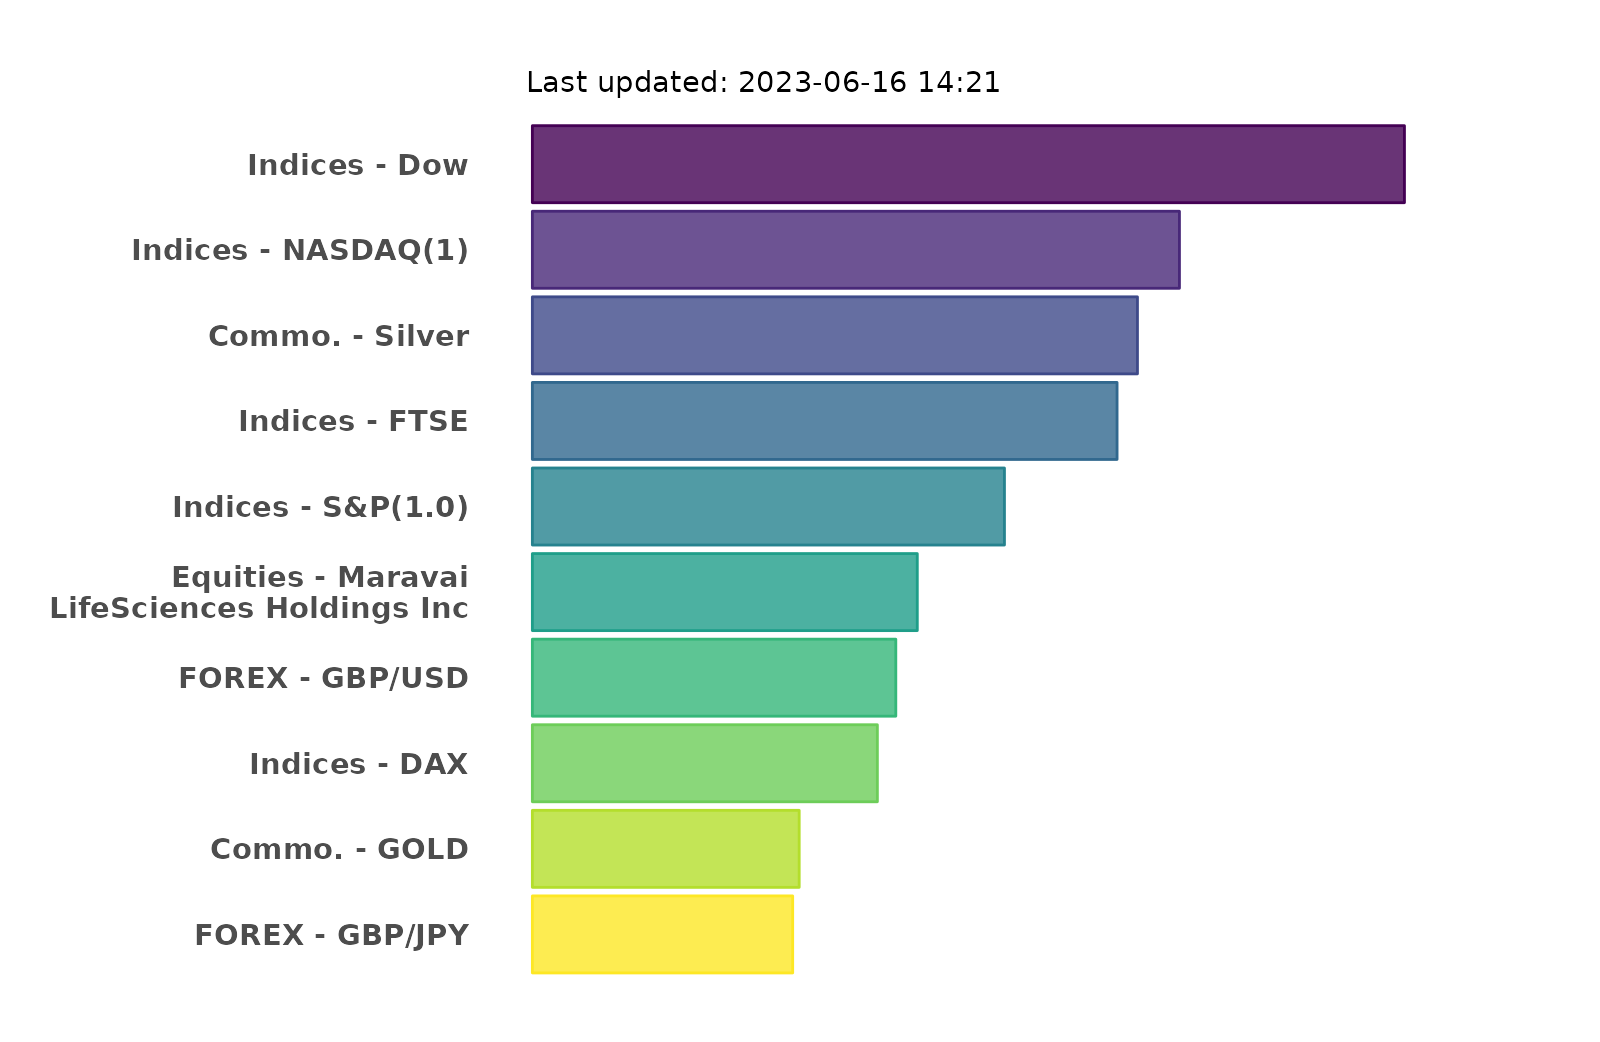 Last updated: 2023-06-16 14:21
Indices - Dow
Indices - NASDAQ(1)
Commo. - Silver
Indices - FTSE
Indices - S&P(1.0)
Equities - Maravai
LifeSciences Holdings Inc
FOREX - GBP/USD
Indices - DAX
Commo. - GOLD
FOREX - GBP/JPY